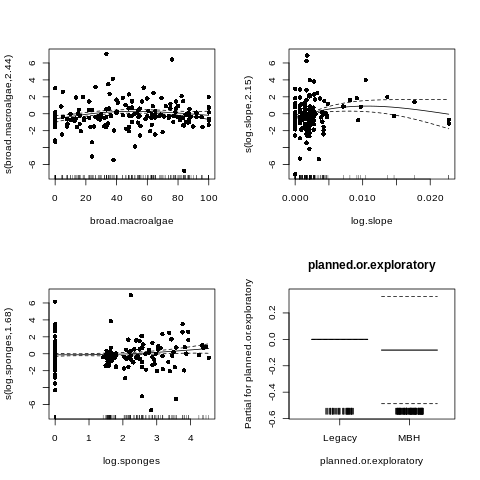 s(broad.macroalgae,2.44)
6
4
2
0
-2
-6
0 20 40 60 80 100
broad.macroalgae
s(log.slope,2.15)
6
4
2
0
-2
-6
0.000 0.010 0.020
log.slope
s(log.sponges,1.68)
6
4
2
0
-2
-6
0 1 2 3 4
log.sponges
planned.or.exploratory
Partial for planned.or.exploratory
0.2
0.0
-0.2
-0.4
-0.6
Legacy MBH
planned.or.exploratory